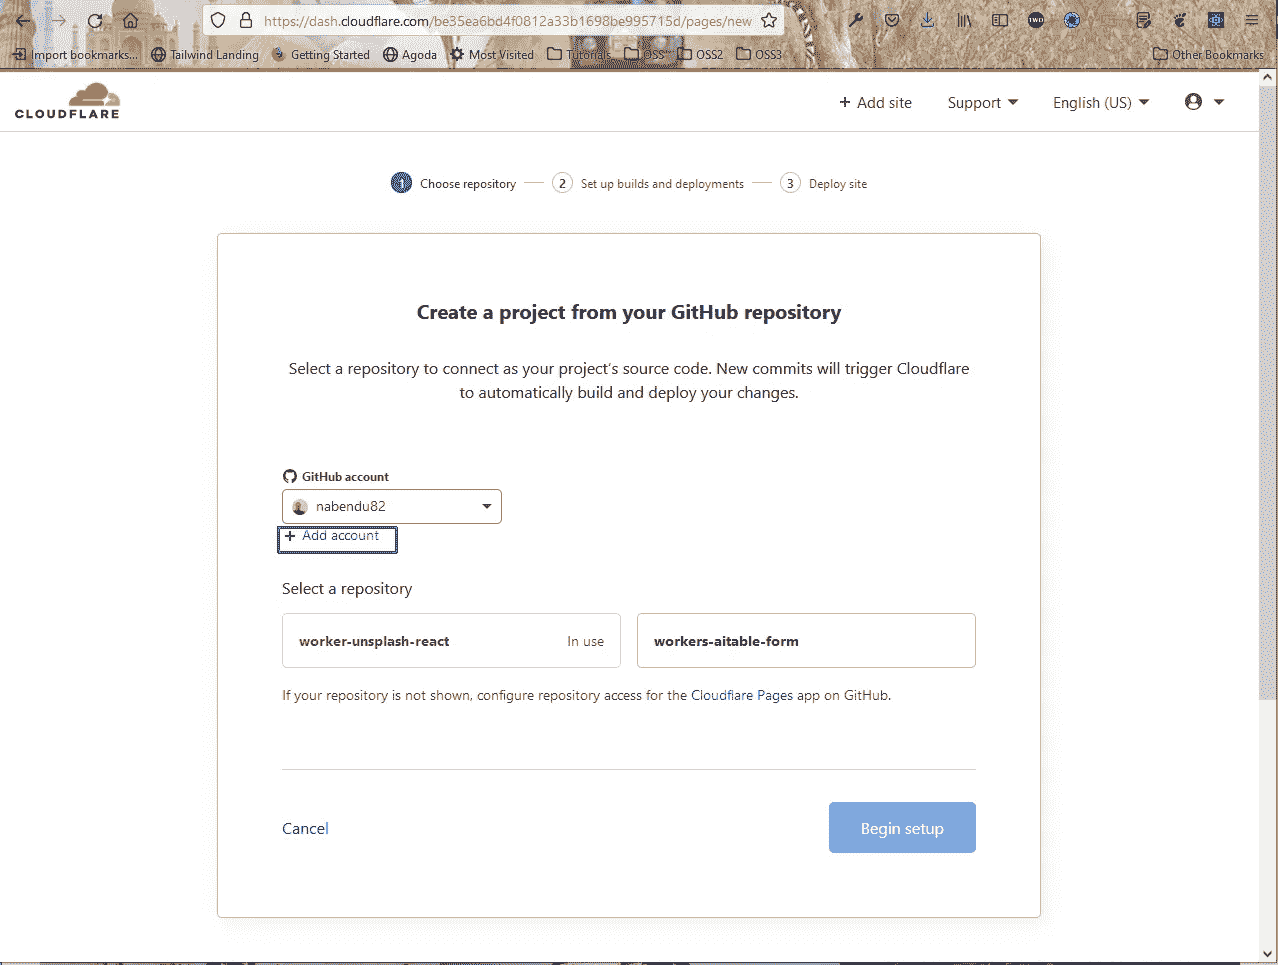 https://dash.cloudflare.com/be35ea6bd4f0812a33b1698be995715d/pages/new
TWD
Import bookmarks... Tailwind Landing Getting Started Agoda Most Visited Tutorials OSS OSS2 OSS3 Other Bookmarks
CLOUDFLARE
+ Add site Support English (US)
1 Choose repository 2 Set up builds and deployments 3 Deploy site
Create a project from your GitHub repository
Select a repository to connect as your project's source code. New commits will trigger Cloudflare
to automatically build and deploy your changes.
GitHub account
nabendu82
+ Add account
Select a repository
worker-unsplash-react In use workers-aitable-form
If your repository is not shown, configure repository access for the Cloudflare Pages app on GitHub.
Cancel Begin setup